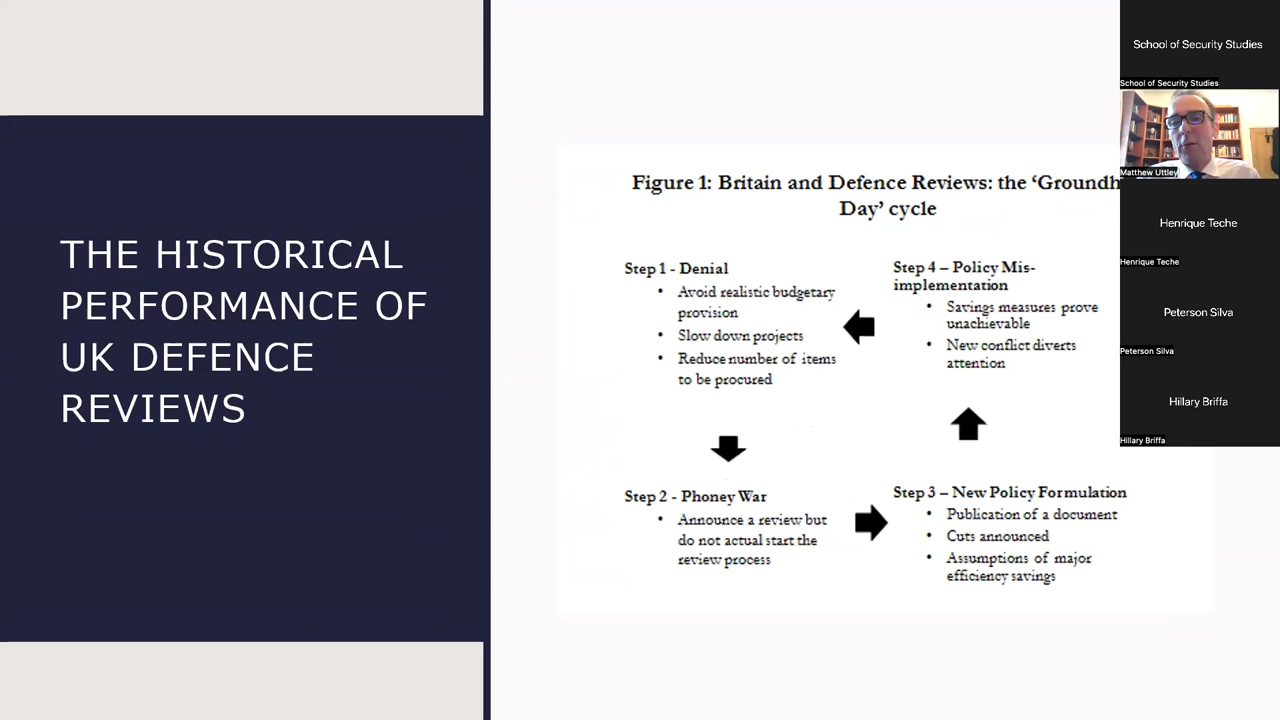 THE HISTORICAL
PERFORMANCE OF
UK DEFENCE
REVIEWS
Figure 1: Britain and Defence Reviews: the ‘Groundh
Day’ cycle
Step 1 - Denial
• Avoid realistic budgetary
provision
• Slow down projects
• Reduce number of items
to be procured
Step 4 – Policy Mis-
implementation
• Savings measures prove
unachievable
• New conflict diverts
attention
Step 2 - Phoney War
• Announce a review but
do not actual start the
review process
Step 3 – New Policy Formulation
• Publication of a document
• Cuts announced
• Assumptions of major
efficiency savings
School of Security Studies
School of Security Studies
Matthew Uttley
Henrique Teche
Henrique Teche
Peterson Silva
Peterson Silva
Hillary Briffa
Hillary Briffa